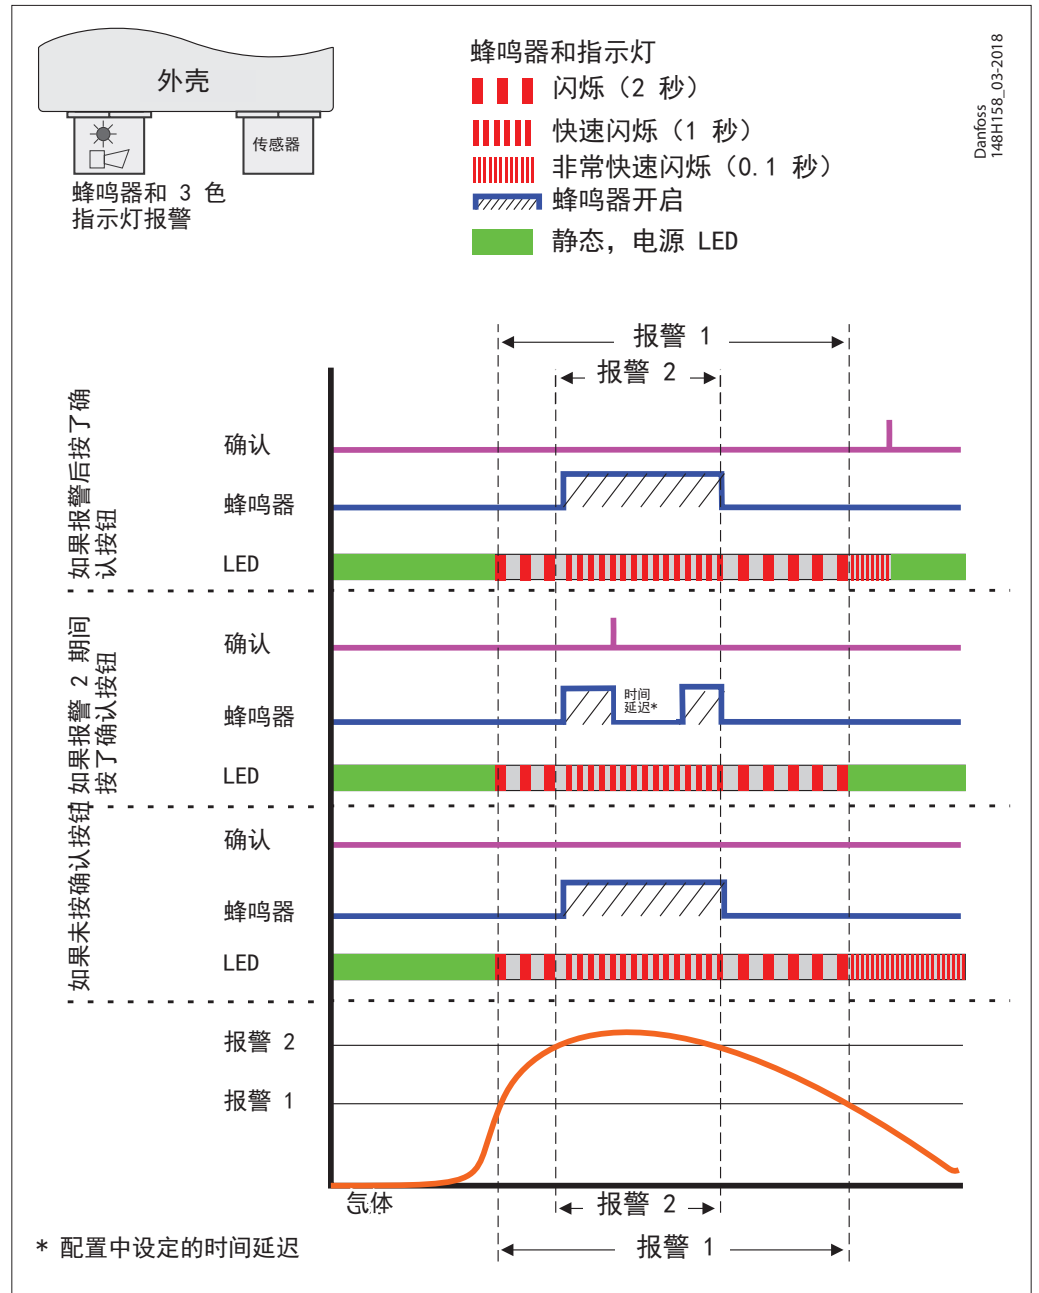 外壳
传感器
蜂鸣器和 3 色
指示灯报警
蜂鸣器和指示灯
闪烁（2 秒）
快速闪烁（1 秒）
非常快速闪烁（0.1 秒）
蜂鸣器开启
静态，电源 LED
Danfoss
148H158_03-2018
报警 1
报警 2
如果报警后按了确
认按钮
确认
蜂鸣器
LED
如果报警 2 期间
按了确认按钮
确认
蜂鸣器
时间
延迟*
LED
如果未按确认按钮
确认
蜂鸣器
LED
报警 2
报警 1
气体
报警 2
报警 1
* 配置中设定的时间延迟